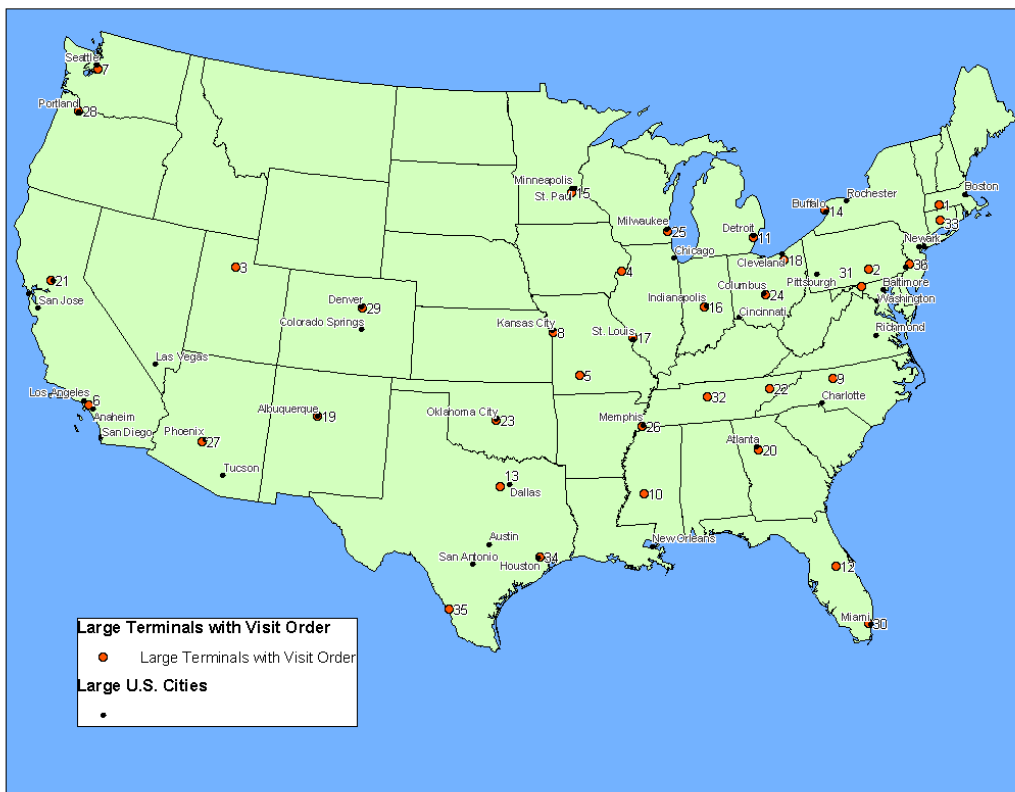 Seattle
7
Portland
28
Minneapolis
St. Paul
15
Milwaukee
25
Chicago
Detroit
11
Buffalo
14
Rochester
Boston
1
33
Newark
36
Cleveland
18
Pittsburgh
31
2
Baltimore
Washington
Columbus
24
Indianapolis
16
Cincinnati
Richmond
21
San Jose
3
4
Denver
29
Colorado Springs
Kansas City
8
St. Louis
17
Las Vegas
5
Los Angeles
6
Anaheim
San Diego
Phoenix
27
Tucson
Albuquerque
19
Oklahoma City
23
Memphis
26
32
22
9
Charlotte
Atlanta
20
13
Dallas
10
Austin
San Antonio
Houston
34
New Orleans
35
12
Miami
30
Large Terminals with Visit Order
Large Terminals with Visit Order
Large U.S. Cities